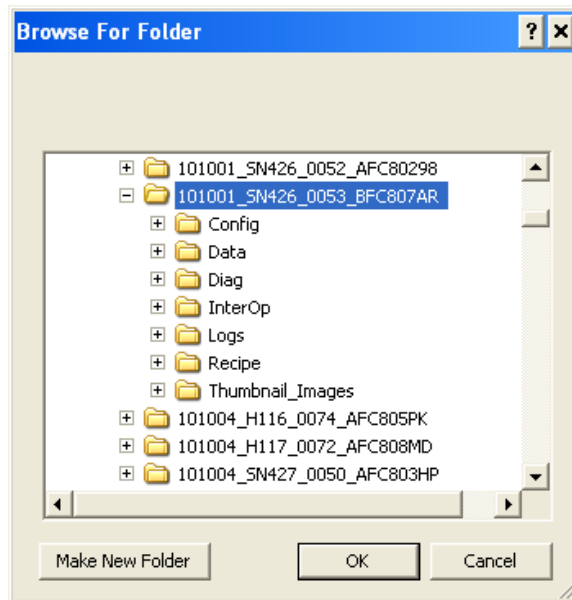 Browse For Folder
101001_SN426_0052_AFC80298
101001_SN426_0053_BFC807AR
Config
Data
Diag
InterOp
Logs
Recipe
Thumbnail_Images
101004_H116_0074_AFC805PK
101004_H117_0072_AFC808MD
101004_SN427_0050_AFC803HP
Make New Folder OK Cancel